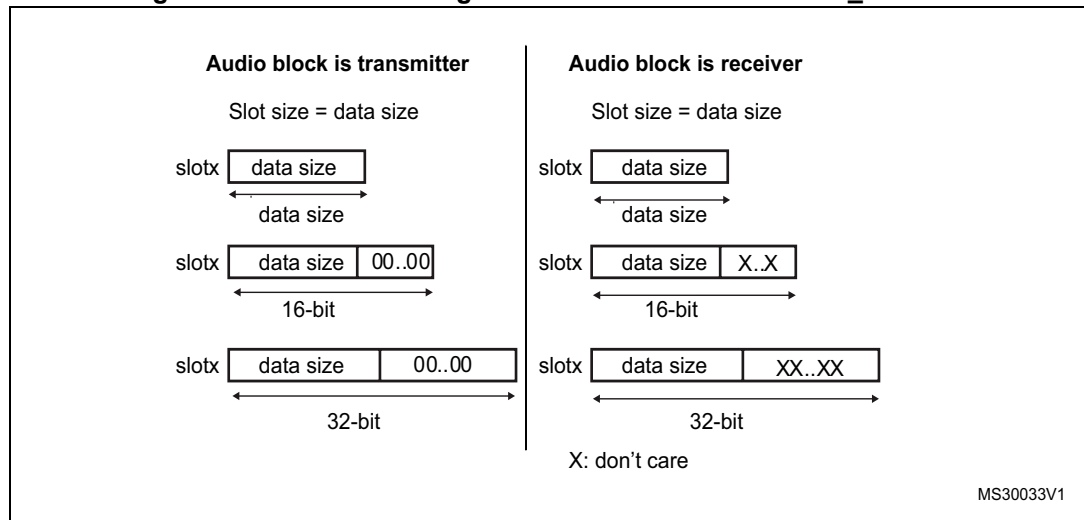 Audio block is transmitter
Slot size = data size
slotx data size
data size
slotx data size 00..00
16-bit
slotx data size 00..00
32-bit
Audio block is receiver
Slot size = data size
slotx data size
data size
slotx data size X..X
16-bit
slotx data size XX..XX
32-bit
X: don't care
MS30033V1